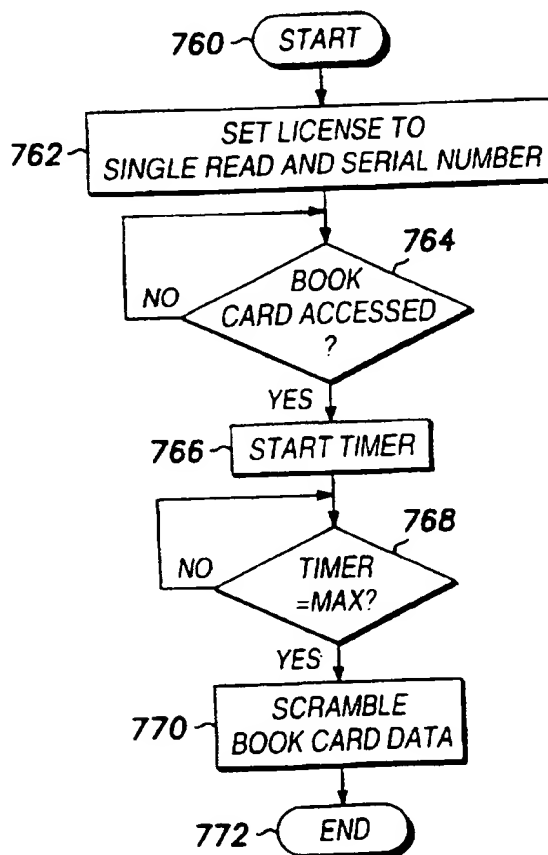 760 START
762 SET LICENSE TO
SINGLE READ AND SERIAL NUMBER
764
BOOK
NO CARD ACCESSED
?
YES
766 START TIMER
768
NO TIMER
=MAX?
YES
770 SCRAMBLE
BOOK CARD DATA
772 END